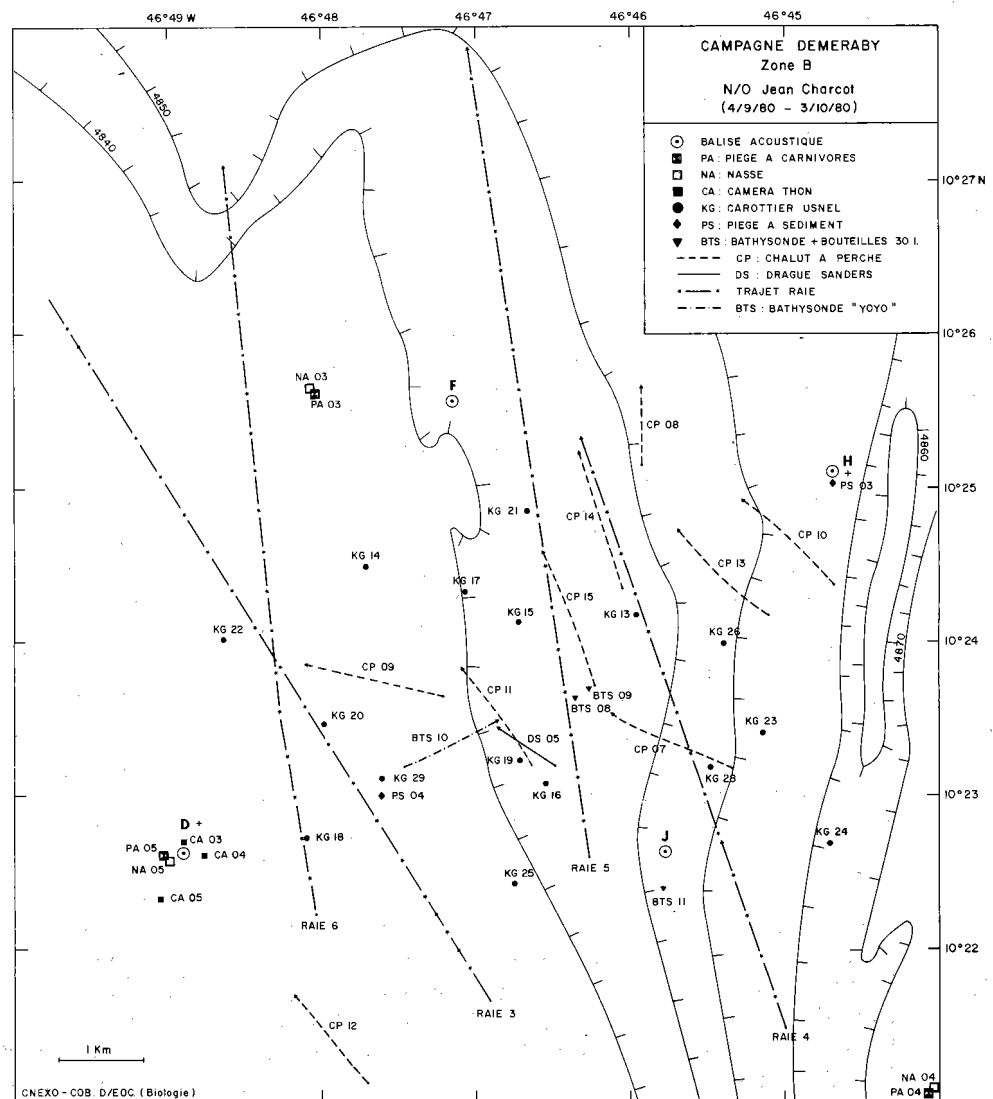 46°49 W
46°48
46°47
46°46
46°45
CAMPAGNE DEMERABY
Zone B
N/O Jean Charcot
(4/9/80 – 3/10/80)
BALISE ACOUSTIQUE
PA : PIEGE A CARNIVORES
NA : NASSE
CA : CAMERA THON
KG : CAROTTIER USNEL
PS : PIEGE A SEDIMENT
BTS : BATHYSONDE + BOUTEILLES 30 l.
CP : CHALUT A PERCHE
DS : DRAGUE SANDERS
TRAJET RAIE
BTS : BATHYSONDE "YOYO"
4850
4840
10°27N
10°26
NA 03
PA 03
F
CP 08
4860
H
+
PS 03
10°25
KG 21
CP 14
CP 10
CP 13
KG 14
KG 17
CP 15
KG 15
KG 13
KG 22
KG 26
10°24
4870
CP 09
CP 11
BTS 09
BTS 08
KG 20
BTS 10
DS 05
KG 23
CP 07
KG 19
KG 28
KG 29
KG 16
PS 04
10°23
D +
CA 03
KG 18
J
KG 24
PA 05
CA 04
NA 05
RAIE 5
CA 05
KG 25
BTS 11
RAIE 6
10°22
CP 12
RAIE 3
RAIE 4
1 Km
NA 04
PA 04
CNEXO - COB. D/EOC. (Biologie)